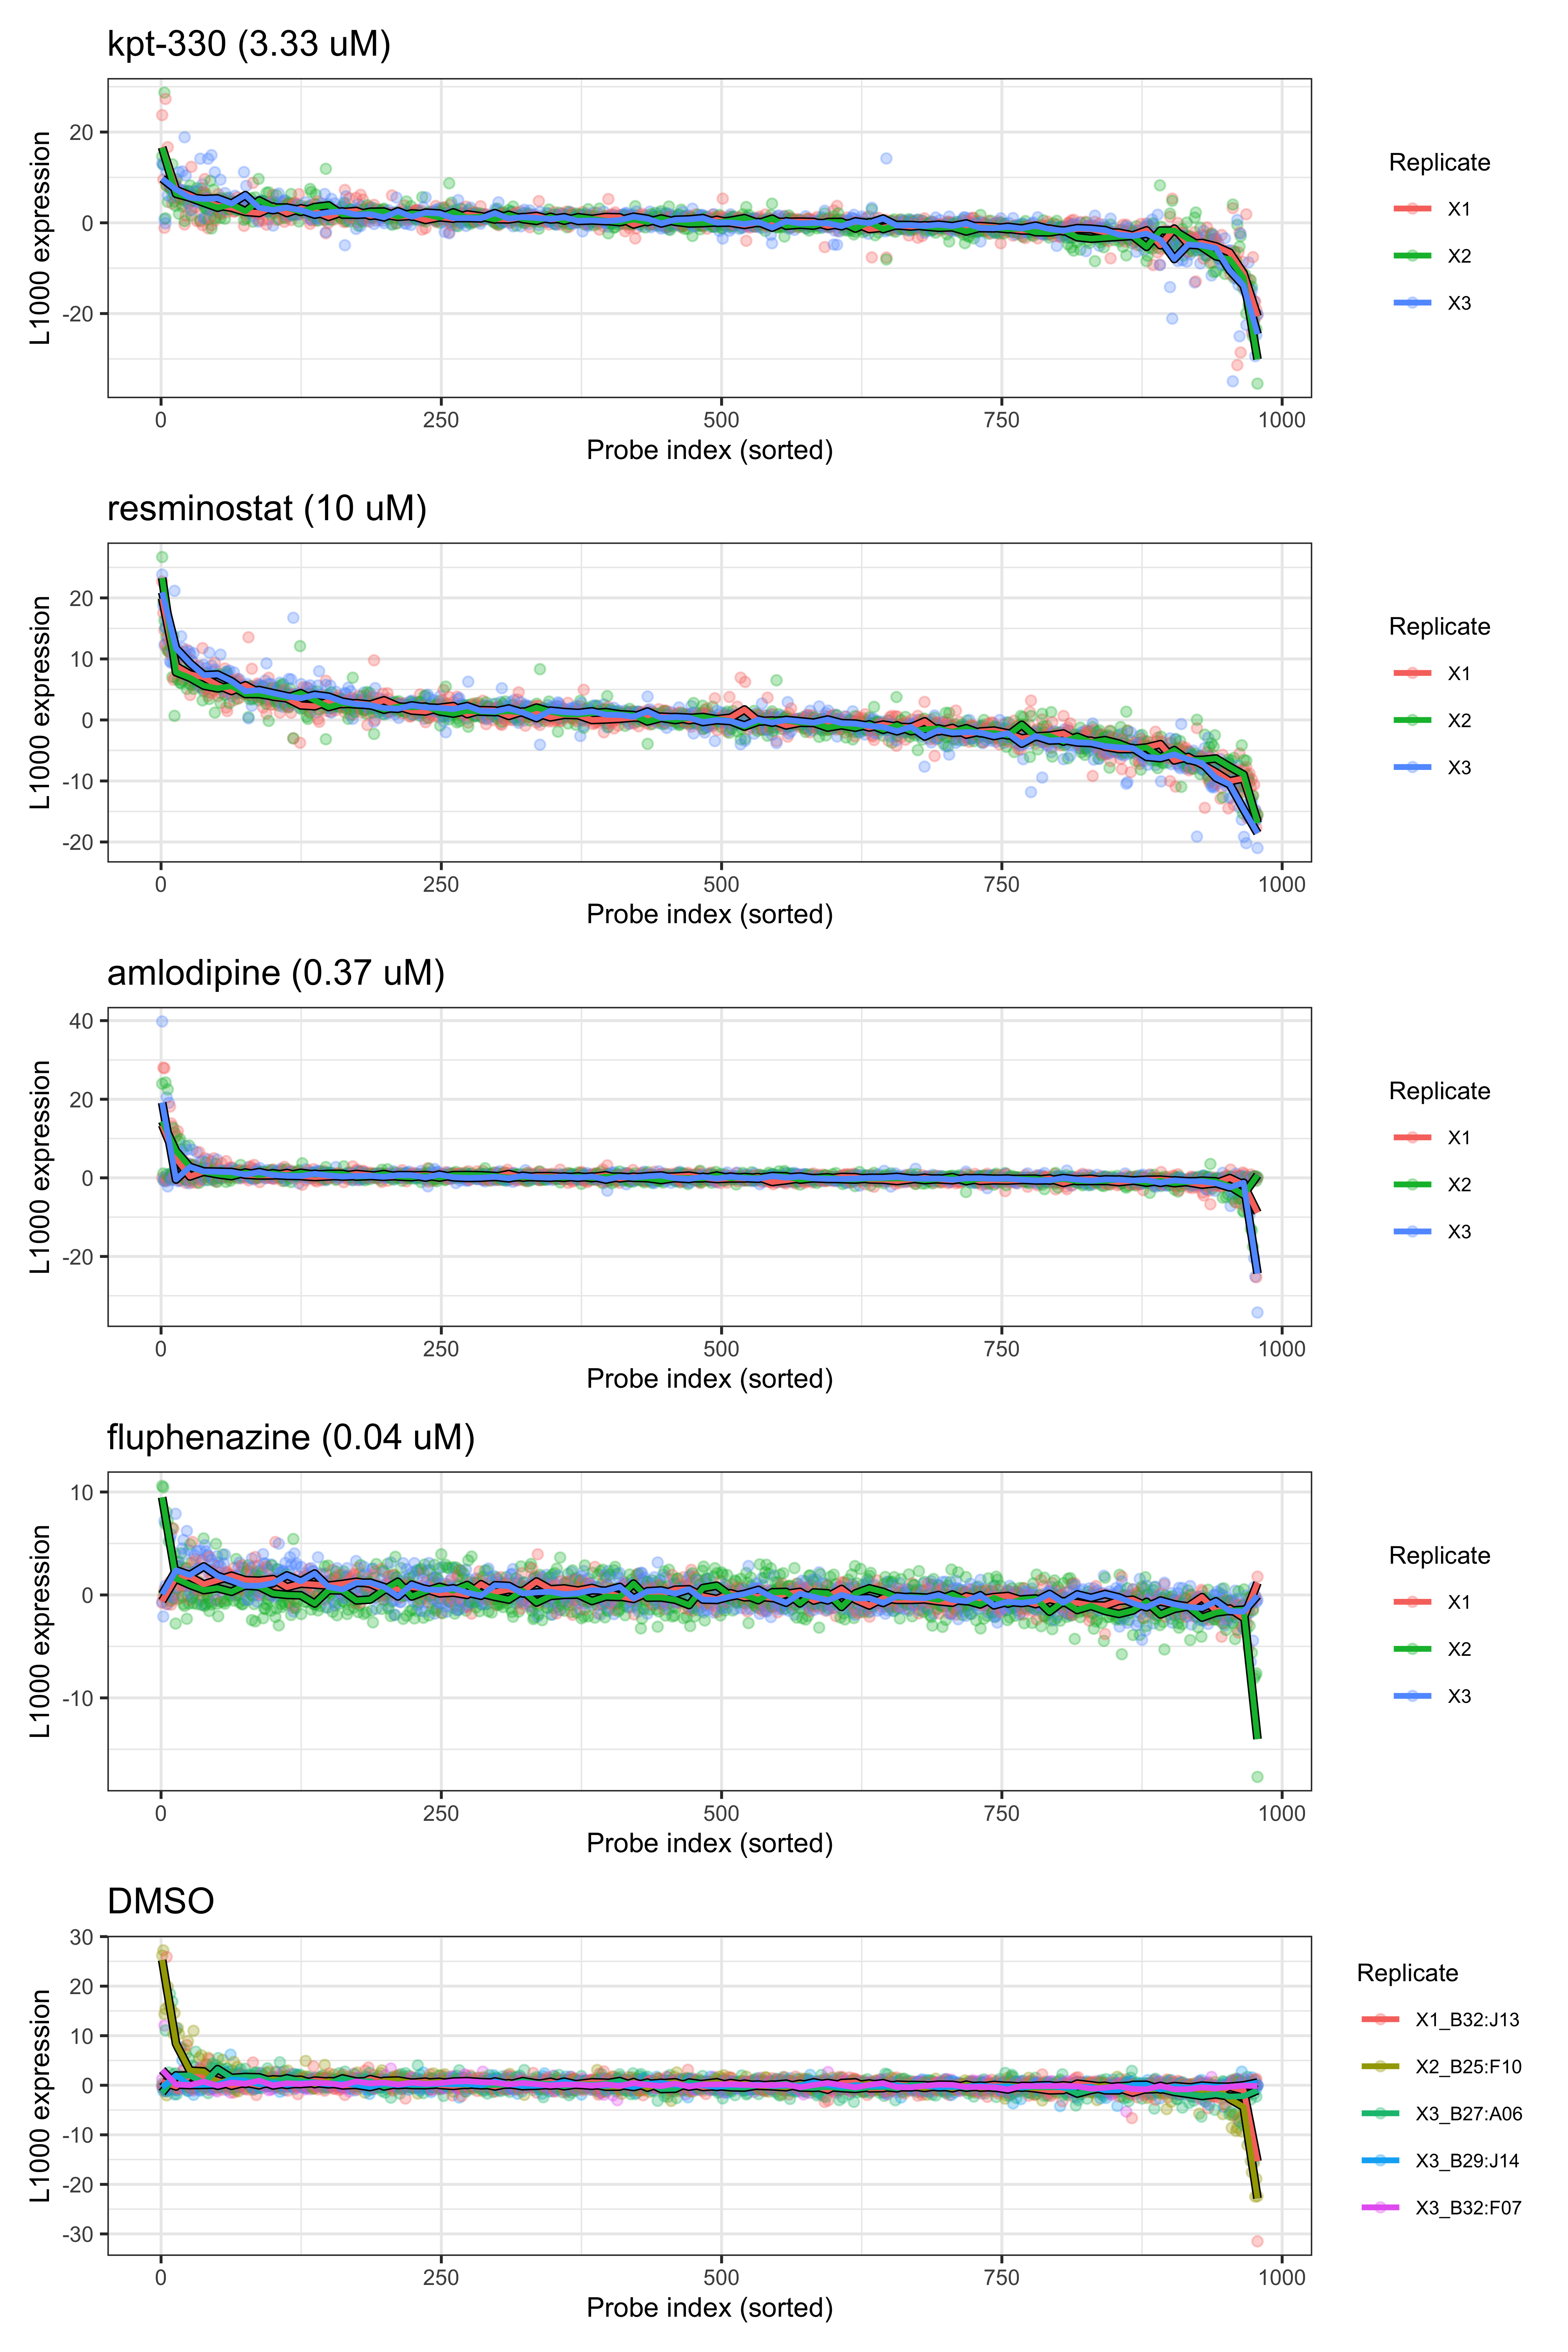 kpt-330 (3.33 uM)
20
0
-20
L1000 expression
0 250 500 750 1000
Probe index (sorted)
Replicate
X1
X2
X3
resminostat (10 uM)
20
10
0
-10
-20
L1000 expression
0 250 500 750 1000
Probe index (sorted)
Replicate
X1
X2
X3
amlodipine (0.37 uM)
40
20
0
-20
L1000 expression
0 250 500 750 1000
Probe index (sorted)
Replicate
X1
X2
X3
fluphenazine (0.04 uM)
10
0
-10
L1000 expression
0 250 500 750 1000
Probe index (sorted)
Replicate
X1
X2
X3
DMSO
30
20
10
0
-10
-20
-30
L1000 expression
0 250 500 750 1000
Probe index (sorted)
Replicate
X1_B32:J13
X2_B25:F10
X3_B27:A06
X3_B29:J14
X3_B32:F07